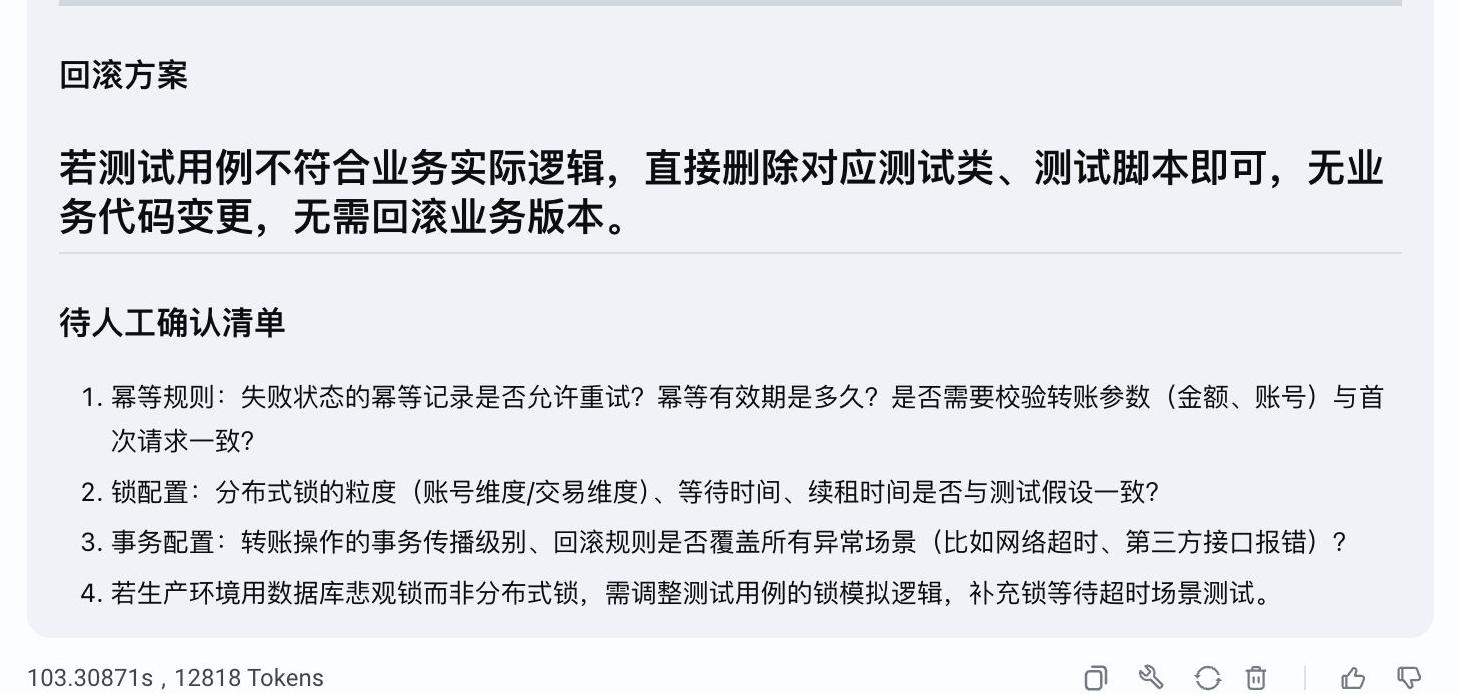 回滚方案
若测试用例不符合业务实际逻辑，直接删除对应测试类、测试脚本即可，无业
务代码变更，无需回滚业务版本。
待人工确认清单
1. 幂等规则：失败状态的幂等记录是否允许重试？幂等有效期是多久？是否需要校验转账参数（金额、账号）与首
次请求一致？
2. 锁配置：分布式锁的粒度（账号维度/交易维度）、等待时间、续租时间是否与测试假设一致？
3. 事务配置：转账操作的事务传播级别、回滚规则是否覆盖所有异常场景（比如网络超时、第三方接口报错）？
4. 若生产环境用数据库悲观锁而非分布式锁，需调整测试用例的锁模拟逻辑，补充锁等待超时场景测试。
103.30871s , 12818 Tokens